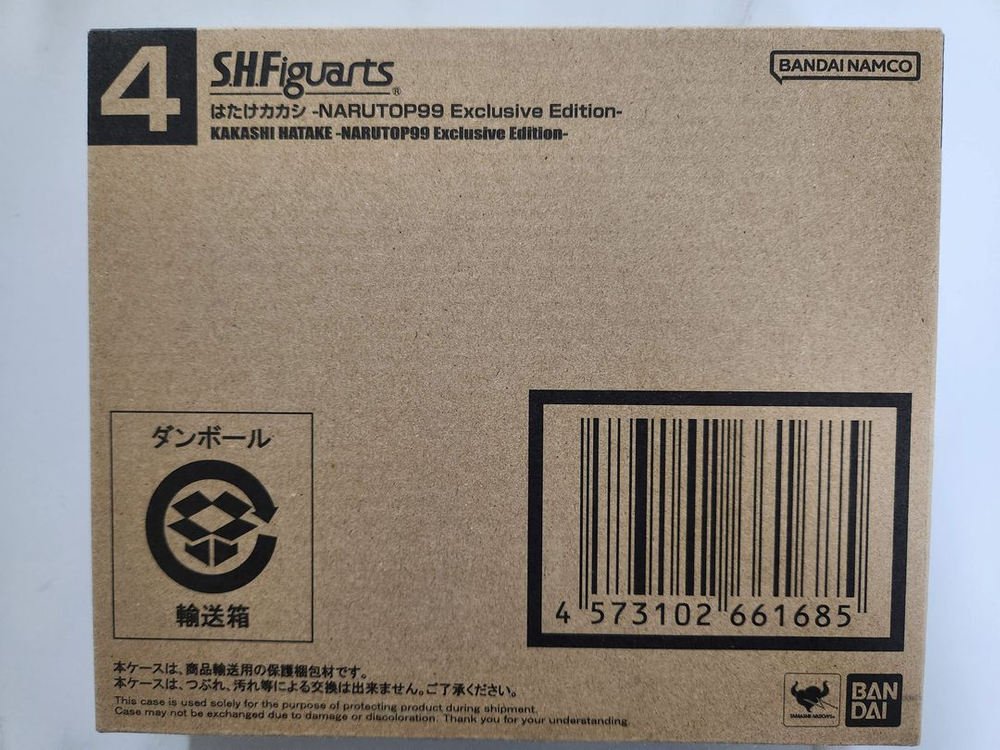 4
S.H.Figuarts®
はたけカカシ -NARUTOP99 Exclusive Edition-
KAKASHI HATAKE -NARUTOP99 Exclusive Edition-
BANDAI NAMCO
ダンボール
輸送箱
4 573102 661685
本ケースは、商品輸送用の保護梱包材です。
本ケースは、つぶれ、汚れ等による交換は出来ません。ご了承ください。
This case is used solely for the purpose of protecting product during shipment.
Case may not be exchanged due to damage or discoloration. Thank you for your understanding.
TAMASHII NATIONS
BAN
DAI